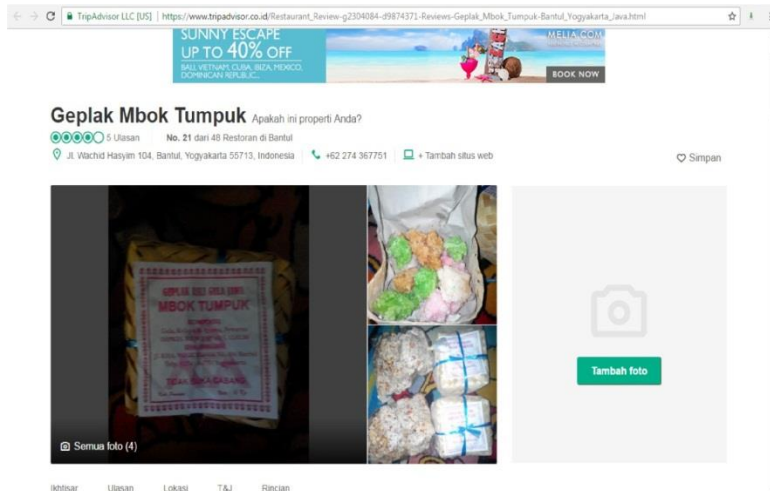 TripAdvisor LLC [US] | https://www.tripadvisor.co.id/Restaurant_Review-g2304084-d9874371-Reviews-Geplak_Mbok_Tumpuk-Bantul_Yogyakarta_Java.html
SUNNY ESCAPE
UP TO 40% OFF
BALI, VIETNAM, CUBA, IBIZA, MEXICO,
DOMINICAN REPUBLIC,
MELIA.COM
BOOK NOW
Geplak Mbok Tumpuk Apakah ini properti Anda?
5 Ulasan No. 21 dari 48 Restoran di Bantul
Jl. Wachid Hasyim 104, Bantul, Yogyakarta 55713, Indonesia +62 274 367751 + Tambah situs web
Simpan
MBOK TUMPUK
TIDAK BUKA CABANG
Semua foto (4)
Tambah foto
Ikhtisar Ulasan Lokasi T&J Rincian